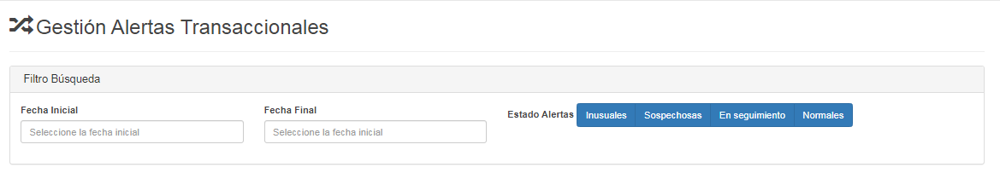 Gestión Alertas Transaccionales
Filtro Búsqueda
Fecha Inicial
Seleccione la fecha inicial
Fecha Final
Seleccione la fecha inicial
Estado Alertas Inusuales Sospechosas En seguimiento Normales